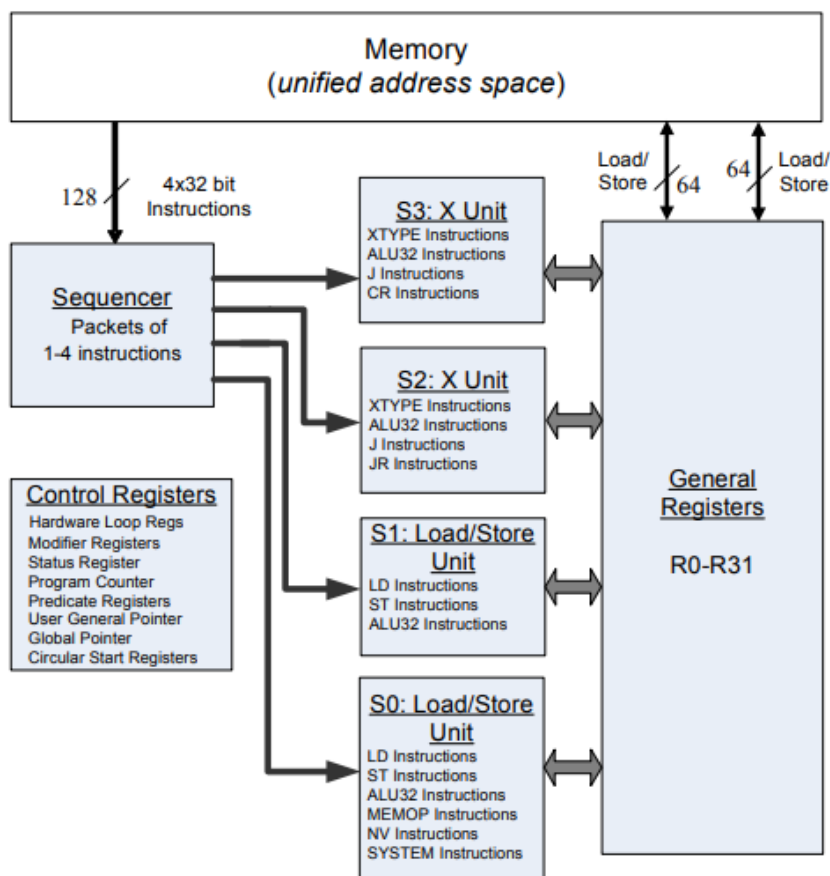 Memory
(unified address space)
128
4x32 bit
Instructions
Load/
Store
64
64
Load/
Store
Sequencer
Packets of
1-4 instructions
S3: X Unit
XTYPE Instructions
ALU32 Instructions
J Instructions
CR Instructions
S2: X Unit
XTYPE Instructions
ALU32 Instructions
J Instructions
JR Instructions
Control Registers
Hardware Loop Regs
Modifier Registers
Status Register
Program Counter
Predicate Registers
User General Pointer
Global Pointer
Circular Start Registers
S1: Load/Store
Unit
LD Instructions
ST Instructions
ALU32 Instructions
S0: Load/Store
Unit
LD Instructions
ST Instructions
ALU32 Instructions
MEMOP Instructions
NV Instructions
SYSTEM Instructions
General
Registers
R0-R31